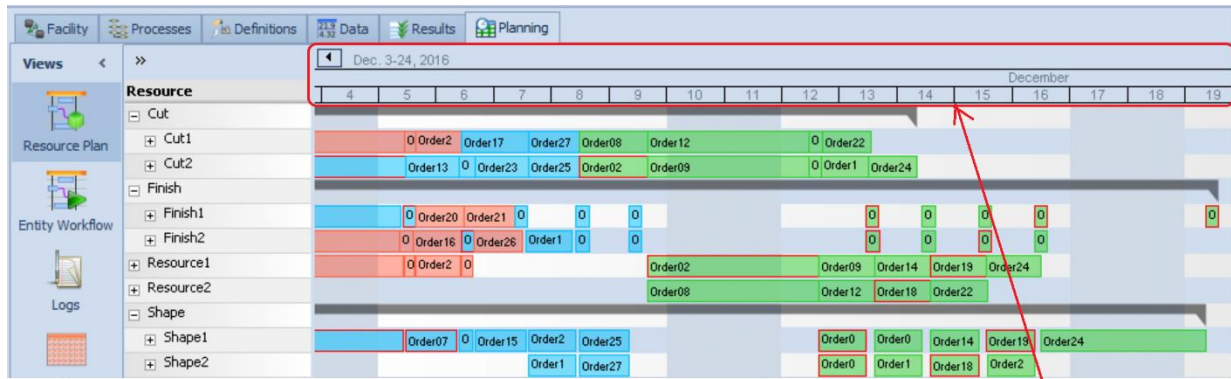 Facility Processes Definitions Data Results Planning
Views < » Dec. 3-24, 2016
December
Resource 4 5 6 7 8 9 10 11 12 13 14 15 16 17 18 19
Cut
Resource Plan
Cut1 0 Order2 Order17 Order27 Order08 Order12 0 Order22
Cut2 Order13 0 Order23 Order25 Order02 Order09 0 Order1 Order24
Finish
Entity Workflow
Finish1 0 Order20 Order21 0 0 0 0 0 0 0 0
Finish2 0 Order16 0 Order26 Order1 0 0 0 0 0 0
Resource1 0 Order2 0 Order02 Order09 Order14 Order19 Order24
Resource2 Order08 Order12 Order18 Order22
Logs
Shape
Shape1 Order07 0 Order15 Order2 Order25 Order0 Order0 Order14 Order19 Order24
Shape2 Order1 Order27 Order0 Order1 Order18 Order2